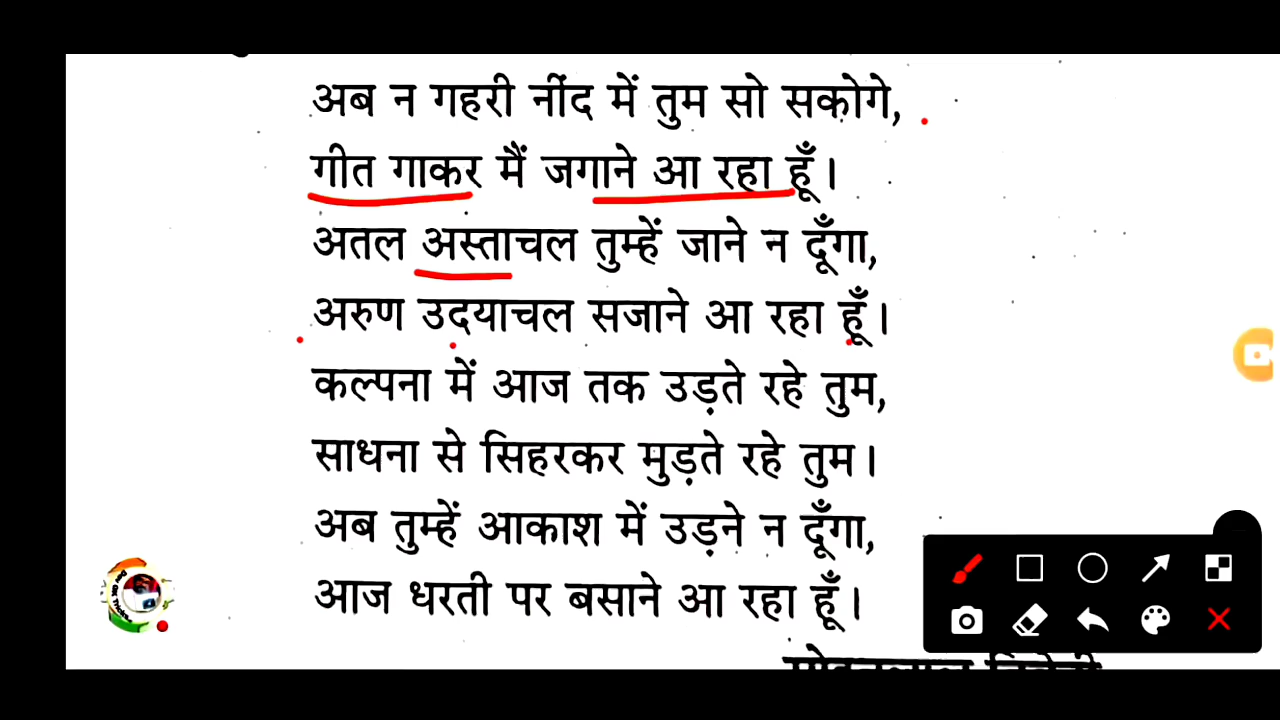 अब न गहरी नींद में तुम सो सकोगे,
गीत गाकर मैं जगाने आ रहा हूँ।
अतल अस्ताचल तुम्हें जाने न दूँगा,
अरुण उदयाचल सजाने आ रहा हूँ।
कल्पना में आज तक उड़ते रहे तुम,
साधना से सिहरकर मुड़ते रहे तुम।
अब तुम्हें आकाश में उड़ने न दूँगा,
आज धरती पर बसाने आ रहा हूँ।